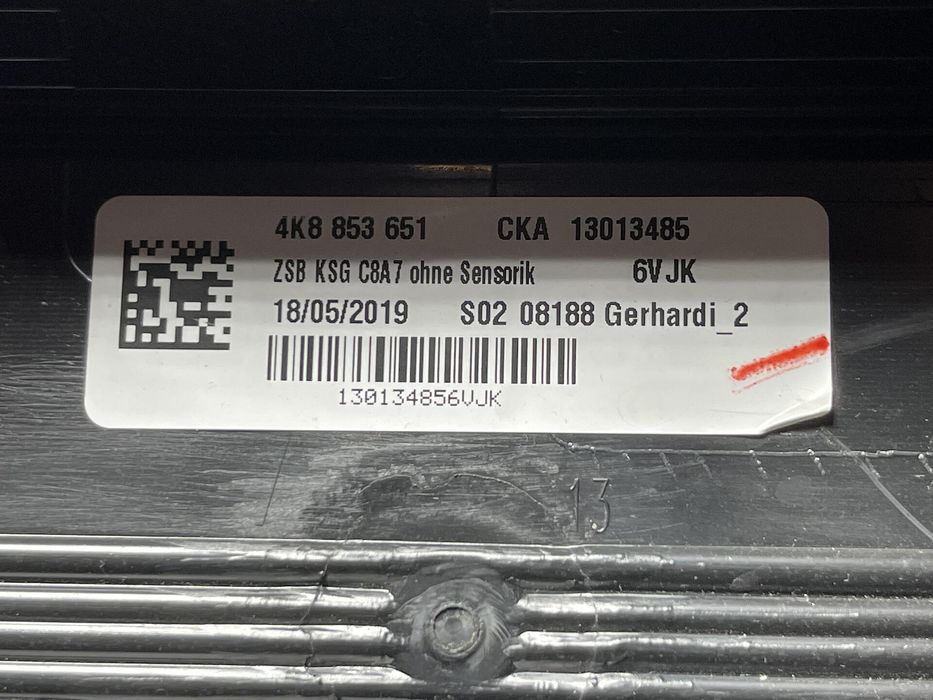 4K8 853 651 CKA 13013485
ZSB KSG C8A7 ohne Sensorik 6VJK
18/05/2019 S02 08188 Gerhardi_2
130134856VJK
13